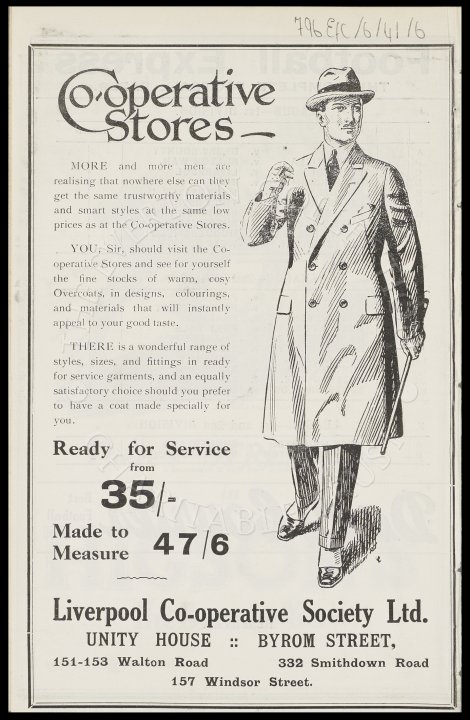 796 EFC/6/41/6
Co-operative
Stores—
MORE and more men are
realising that nowhere else can they
get the same trustworthy materials
and smart styles at the same low
prices as at the Co-operative Stores.
YOU, Sir, should visit the Co-
operative Stores and see for yourself
the fine stocks of warm, cosy
Overcoats, in designs, colourings,
and materials that will instantly
appeal to your good taste.
THERE is a wonderful range of
styles, sizes, and fittings in ready
for service garments, and an equally
satisfactory choice should you prefer
to have a coat made specially for
you.
Ready for Service
from
35/-
Made to
Measure 47/6
Liverpool Co-operative Society Ltd.
UNITY HOUSE :: BYROM STREET,
151-153 Walton Road 332 Smithdown Road
157 Windsor Street.